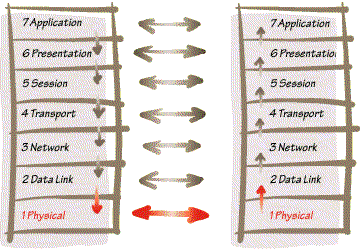 7 Application
6 Presentation
5 Session
4 Transport
3 Network
2 Data Link
1 Physical
7 Application
6 Presentation
5 Session
4 Transport
3 Network
2 Data Link
1 Physical